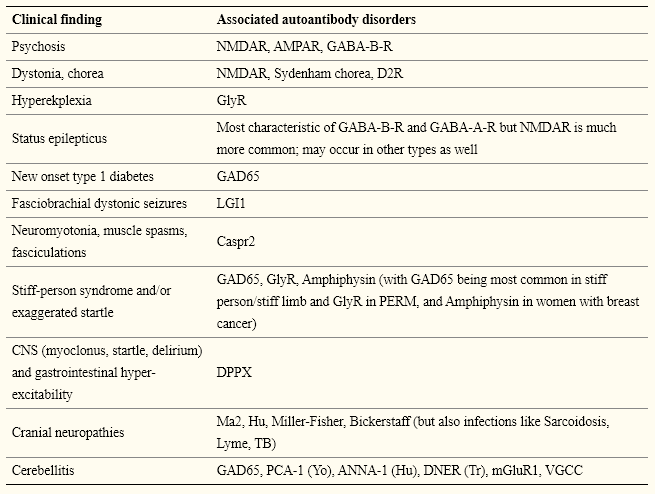 Clinical finding Associated autoantibody disorders
Psychosis NMDAR, AMPAR, GABA-B-R
Dystonia, chorea NMDAR, Sydenham chorea, D2R
Hyperekplexia GlyR
Status epilepticus Most characteristic of GABA-B-R and GABA-A-R but NMDAR is much
more common; may occur in other types as well
New onset type 1 diabetes GAD65
Fasciobrachial dystonic seizures LGI1
Neuromyotonia, muscle spasms,
fasciculations
Caspr2
Stiff-person syndrome and/or
exaggerated startle
GAD65, GlyR, Amphiphysin (with GAD65 being most common in stiff
person/stiff limb and GlyR in PERM, and Amphiphysin in women with breast
cancer)
CNS (myoclonus, startle, delirium)
and gastrointestinal hyper-
excitability
DPPX
Cranial neuropathies Ma2, Hu, Miller-Fisher, Bickerstaff (but also infections like Sarcoidosis,
Lyme, TB)
Cerebellitis GAD65, PCA-1 (Yo), ANNA-1 (Hu), DNER (Tr), mGluR1, VGCC